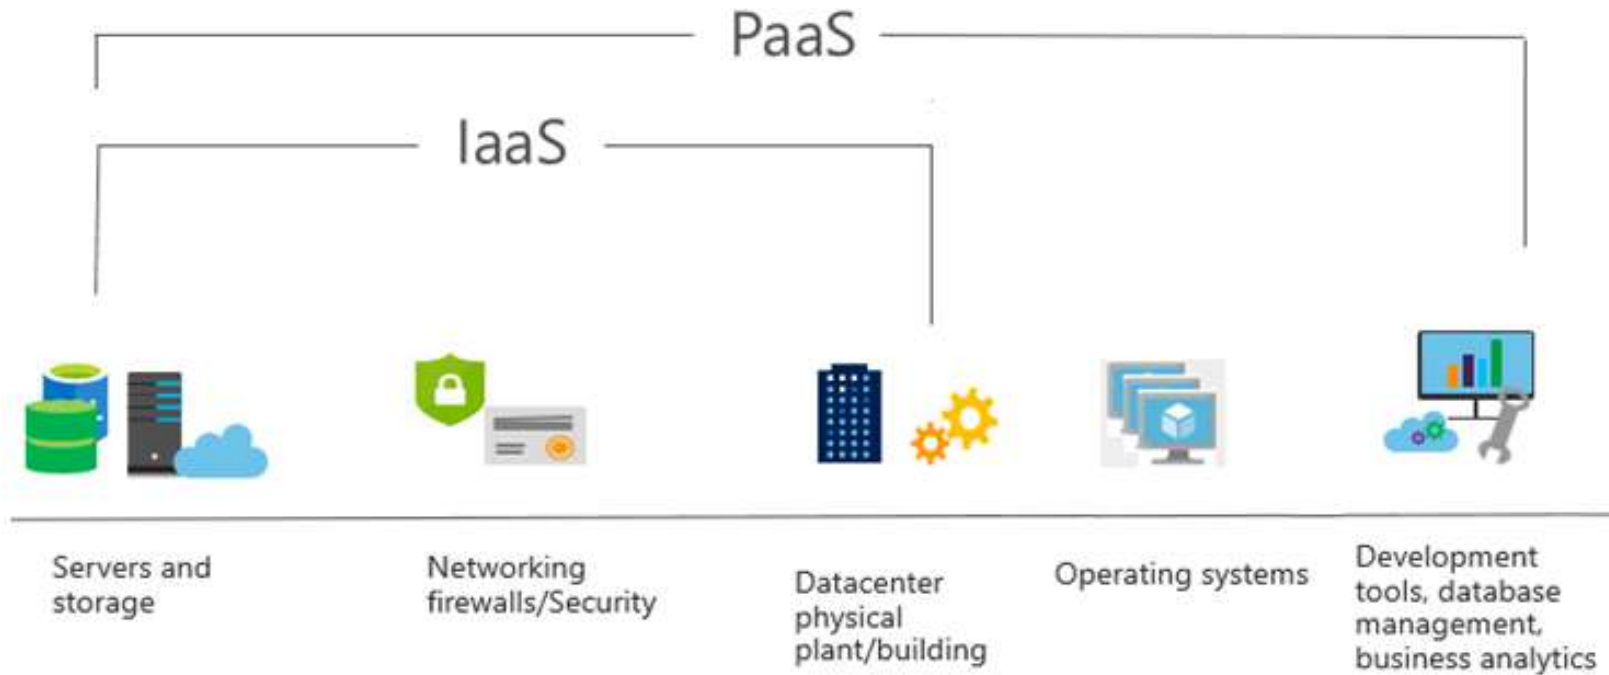 PaaS
IaaS
Servers and
storage
Networking
firewalls/Security
Datacenter
physical
plant/building
Operating systems
Development
tools, database
management,
business analytics